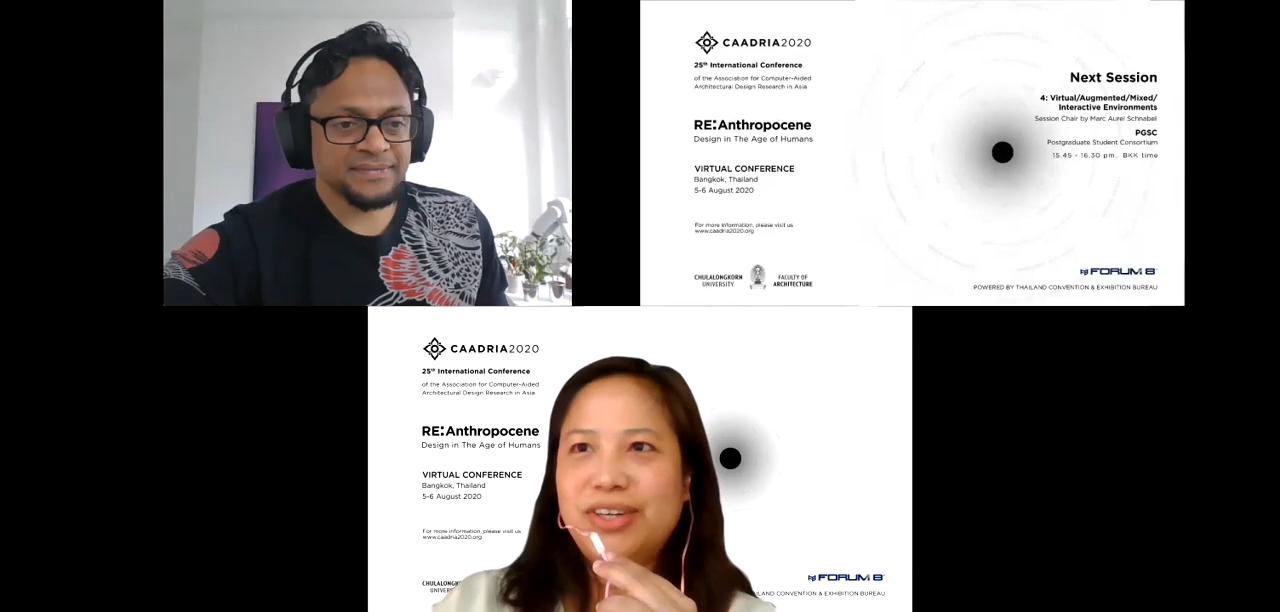 CAADRIA2020
25th International Conference
of the Association for Computer-Aided
Architectural Design Research in Asia
RE:Anthropocene
Design in The Age of Humans
VIRTUAL CONFERENCE
Bangkok, Thailand
5-6 August 2020
For more information, please visit us
www.caadria2020.org
CHULALONGKORN
UNIVERSITY
FACULTY OF
ARCHITECTURE
Next Session
4: Virtual/Augmented/Mixed/
Interactive Environments
Session Chair by Marc Aurel Schnabel
PGSC
Postgraduate Student Consortium
15.45 - 16.30 pm. BKK time
FORUM 8
POWERED BY THAILAND CONVENTION & EXHIBITION BUREAU
CAADRIA2020
25th International Conference
of the Association for Computer-Aided
Architectural Design Research in Asia
RE:Anthropocene
Design in The Age of Humans
VIRTUAL CONFERENCE
Bangkok, Thailand
5-6 August 2020
For more information, please visit us
www.caadria2020.org
FORUM 8
CONVENTION & EXHIBITION BUREAU